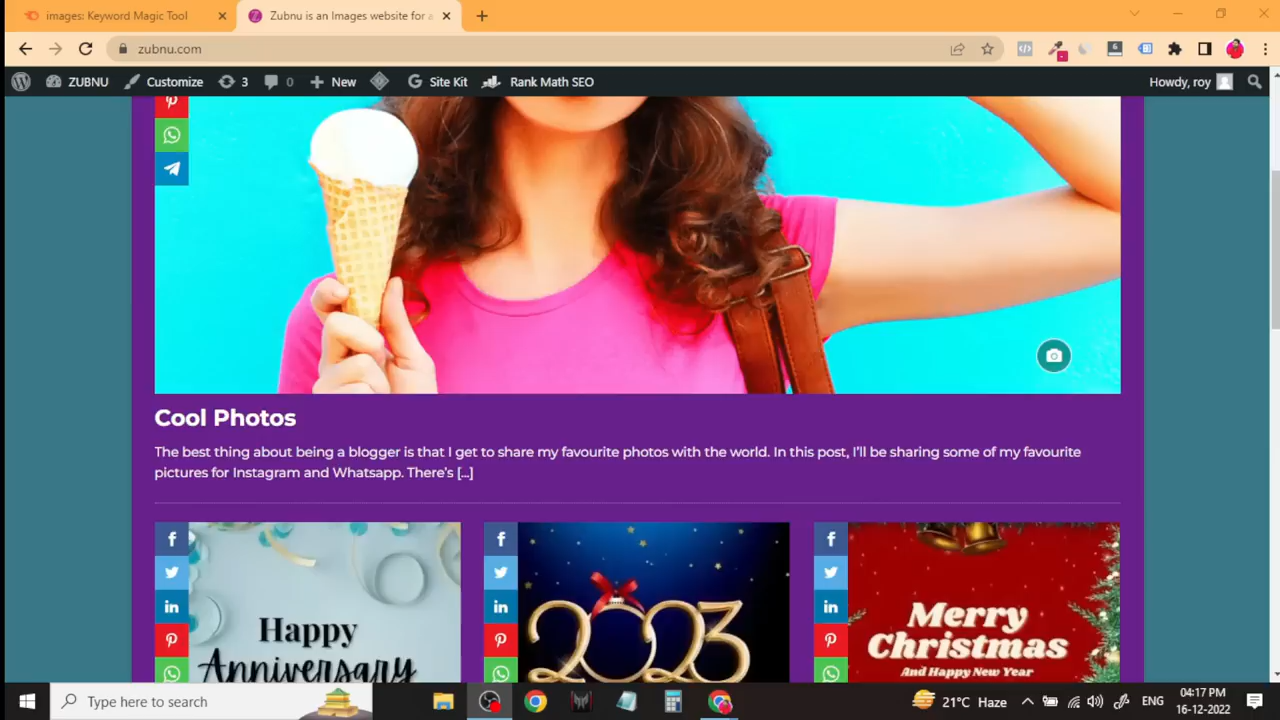 images: Keyword Magic Tool
Zubnu is an Images website for a
zubnu.com
6
ZUBNU
Customize
3
0
New
Site Kit
Rank Math SEO
Howdy, roy
Cool Photos
The best thing about being a blogger is that I get to share my favourite photos with the world. In this post, I'll be sharing some of my favourite
pictures for Instagram and Whatsapp. There's [...]
Happy
Anniversary
2023
Merry
Christmas
And Happy New Year
Type here to search
21°C Haze
ENG
04:17 PM
16-12-2022